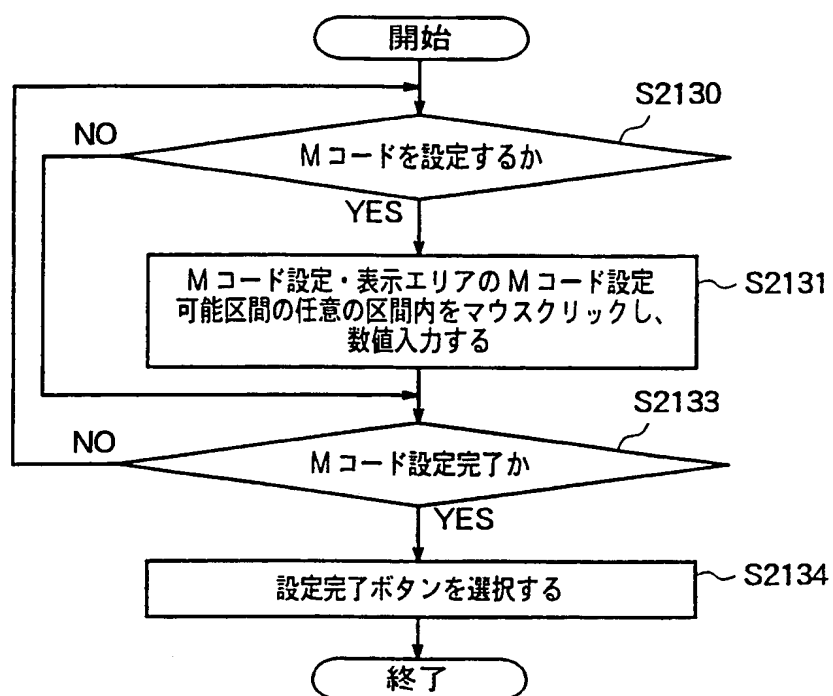 開始
S2130
NO
Mコードを設定するか
YES
Mコード設定・表示エリアのMコード設定
可能区間の任意の区間内をマウスクリックし、
数値入力する
S2131
S2133
NO
Mコード設定完了か
YES
設定完了ボタンを選択する
S2134
終了